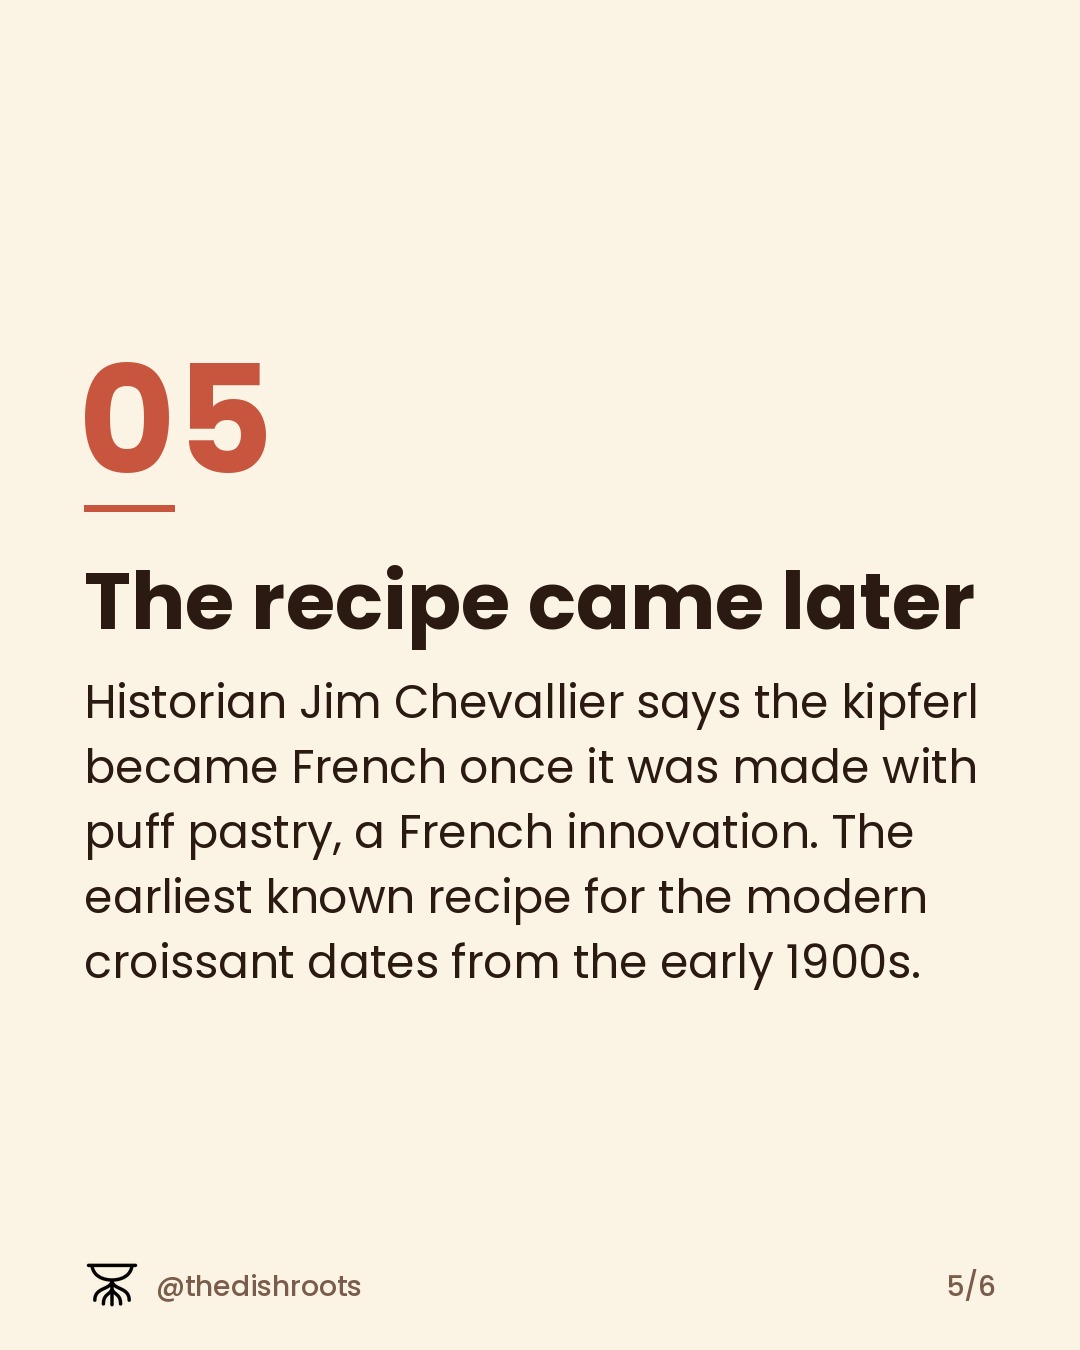 05
The recipe came later
Historian Jim Chevallier says the kipferl
became French once it was made with
puff pastry, a French innovation. The
earliest known recipe for the modern
croissant dates from the early 1900s.
@thedishroots
5/6